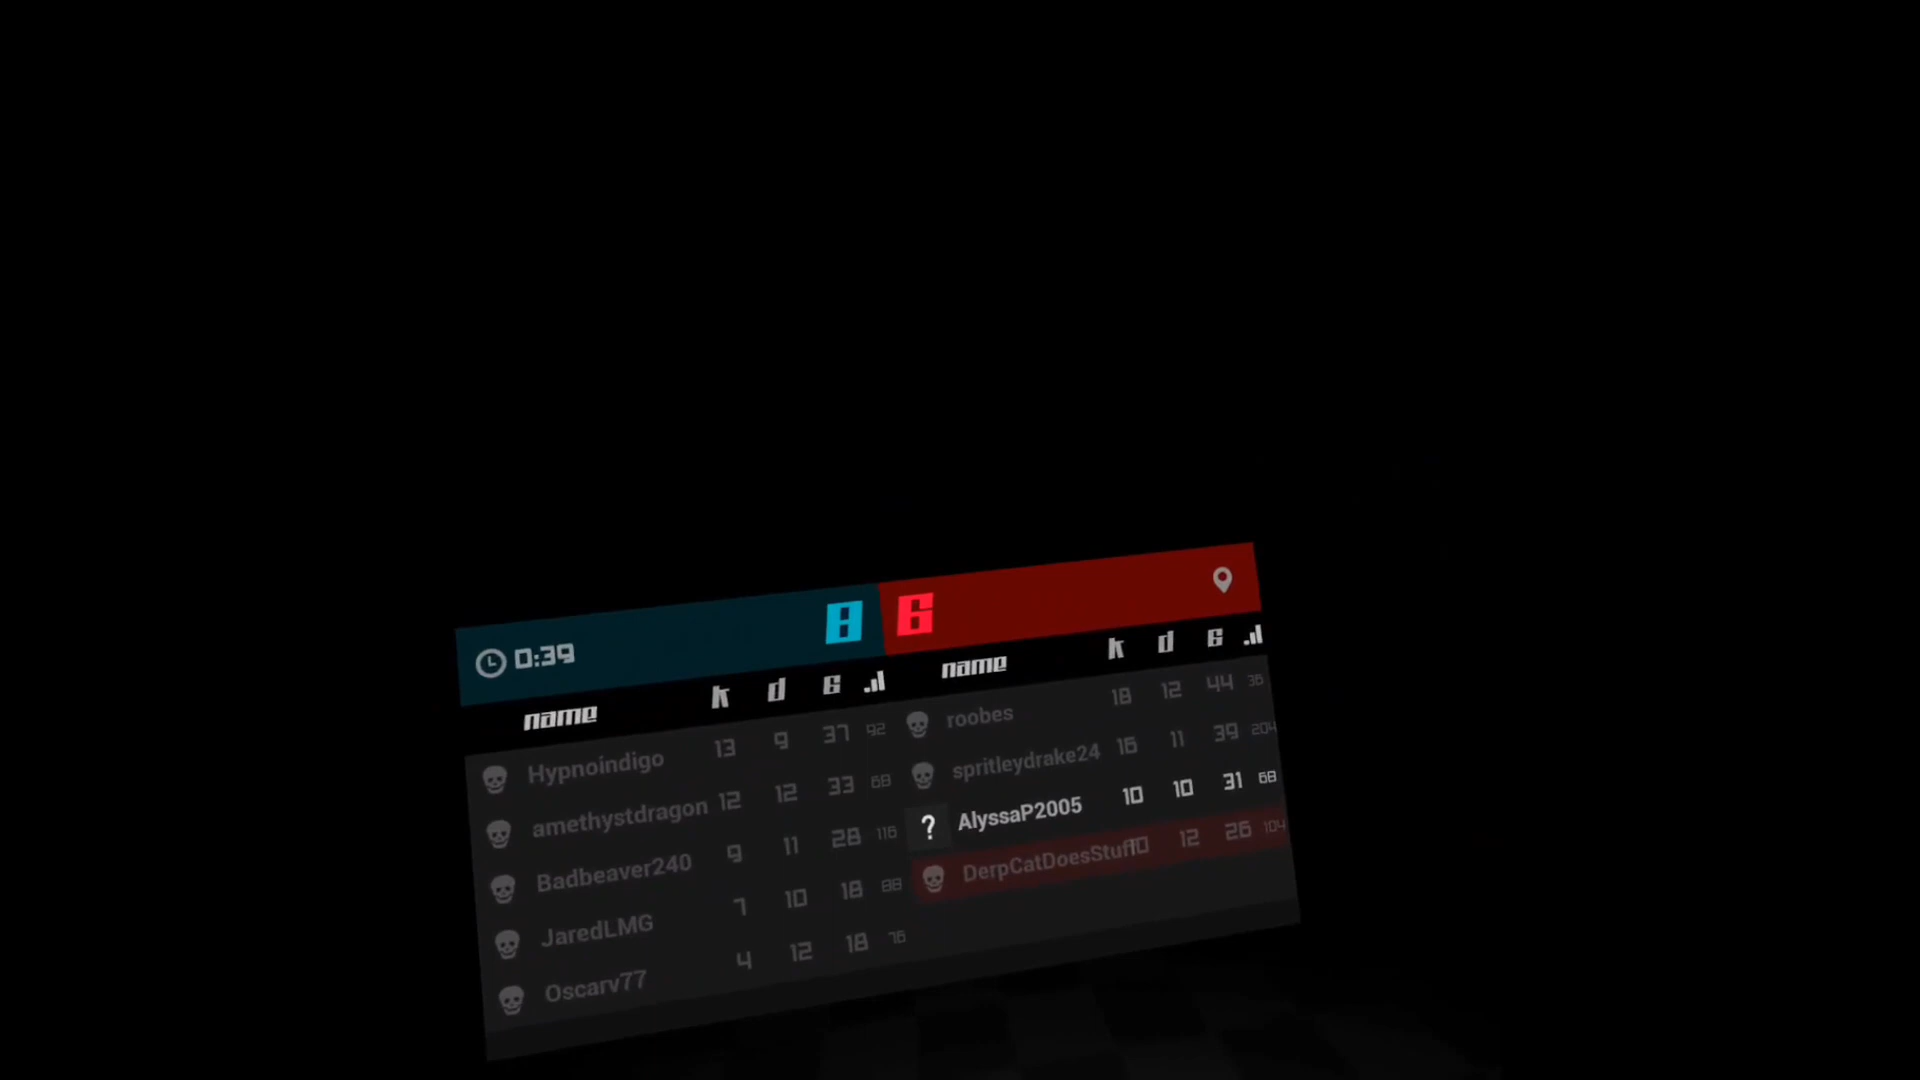 0:39 8 6
name k d G name k d G
Hypnoindigo 13 9 37 92
amethystdragon 12 12 33 68
Badbeaver240 9 11 28 116
JaredLMG 7 10 18 88
Oscarv77 4 12 18 76
roobes 18 12 44 36
spritleydrake24 16 11 39 204
? AlyssaP2005 10 10 31 68
DerpCatDoesStuff 10 12 26 104